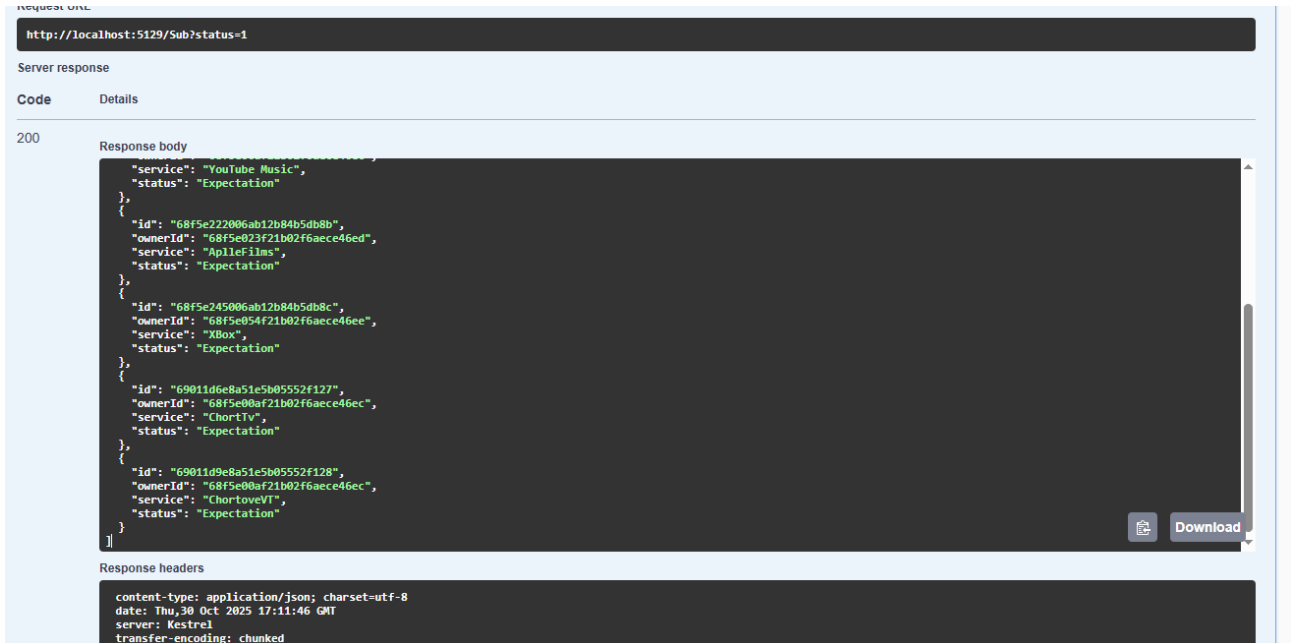 Request URL
http://localhost:5129/Sub?status=1
Server response
Code Details
200
Response body
"service": "YouTube Music",
"status": "Expectation"
},
{
"id": "68f5e222006ab12b84b5db8b",
"ownerId": "68f5e023f21b02f6aece46ed",
"service": "AplleFilms",
"status": "Expectation"
},
{
"id": "68f5e245006ab12b84b5db8c",
"ownerId": "68f5e054f21b02f6aece46ee",
"service": "XBox",
"status": "Expectation"
},
{
"id": "69011d6e8a51e5b05552f127",
"ownerId": "68f5e00af21b02f6aece46ec",
"service": "ChortTv",
"status": "Expectation"
},
{
"id": "69011d9e8a51e5b05552f128",
"ownerId": "68f5e00af21b02f6aece46ec",
"service": "ChortoveVT",
"status": "Expectation"
}
]
Download
Response headers
content-type: application/json; charset=utf-8
date: Thu,30 Oct 2025 17:11:46 GMT
server: Kestrel
transfer-encoding: chunked